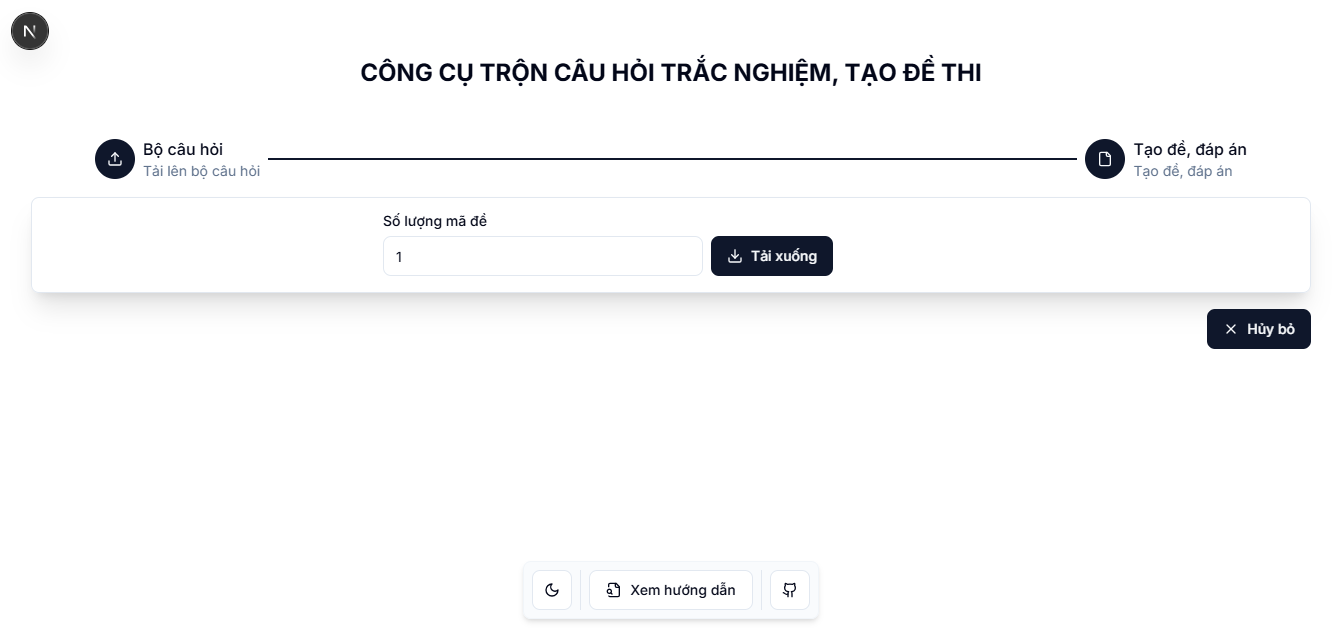 N
CÔNG CỤ TRỘN CÂU HỎI TRẮC NGHIỆM, TẠO ĐỀ THI
Bộ câu hỏi
Tải lên bộ câu hỏi
Tạo đề, đáp án
Tạo đề, đáp án
Số lượng mã đề
1
Tải xuống
Hủy bỏ
Xem hướng dẫn